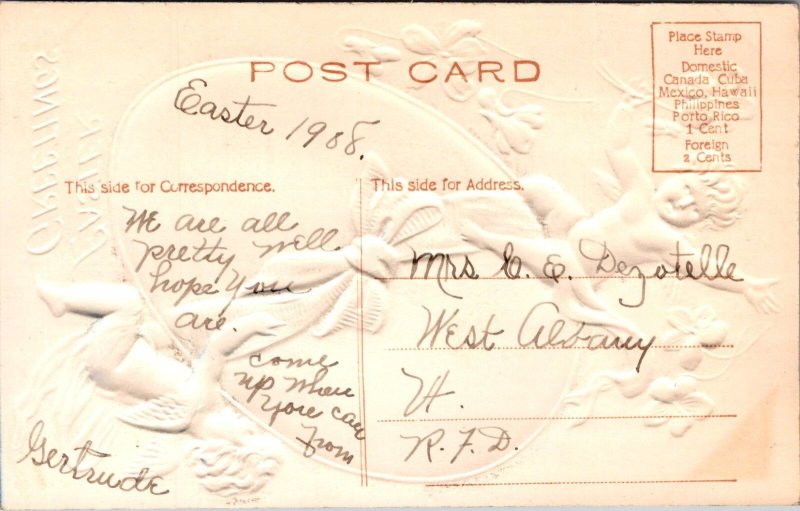 POST CARD
Place Stamp
Here
Domestic
Canada Cuba
Mexico, Hawaii
Philippines
Porto Rico
1 Cent
Foreign
2 Cents
Easter 1908.
This side for Correspondence.
We are all
pretty well
hope you
are.
come
up when
you can
from
Gertrude
This side for Address.
Mrs C. E. Dezotelle
West Albany
Vt.
R.F.D.
GREETINGS
EASTER